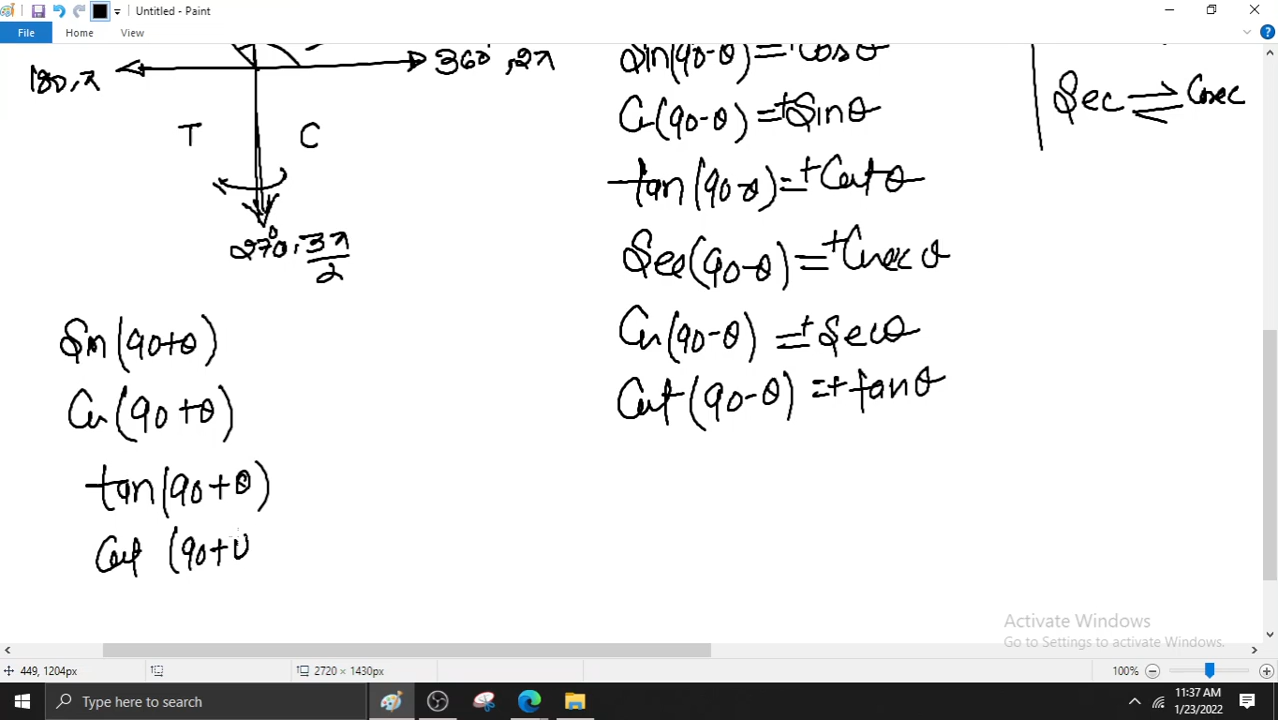 Untitled - Paint
File Home View
180, π
360°, 2π
T C
270°, 3π/2
Sin(90-θ)=+Cosθ
Cos(90-θ)=+Sinθ
tan(90-θ)=+Cotθ
Sec(90-θ)=+Cosecθ
Cos(90-θ)=+Secθ
Cot(90-θ)=+tanθ
Sec ⇌ Cosec
Sin(90+θ)
Cos(90+θ)
tan(90+θ)
Cot (90+θ
Activate Windows
Go to Settings to activate Windows.
449, 1204px
2720 × 1430px
100%
Type here to search
11:37 AM
1/23/2022